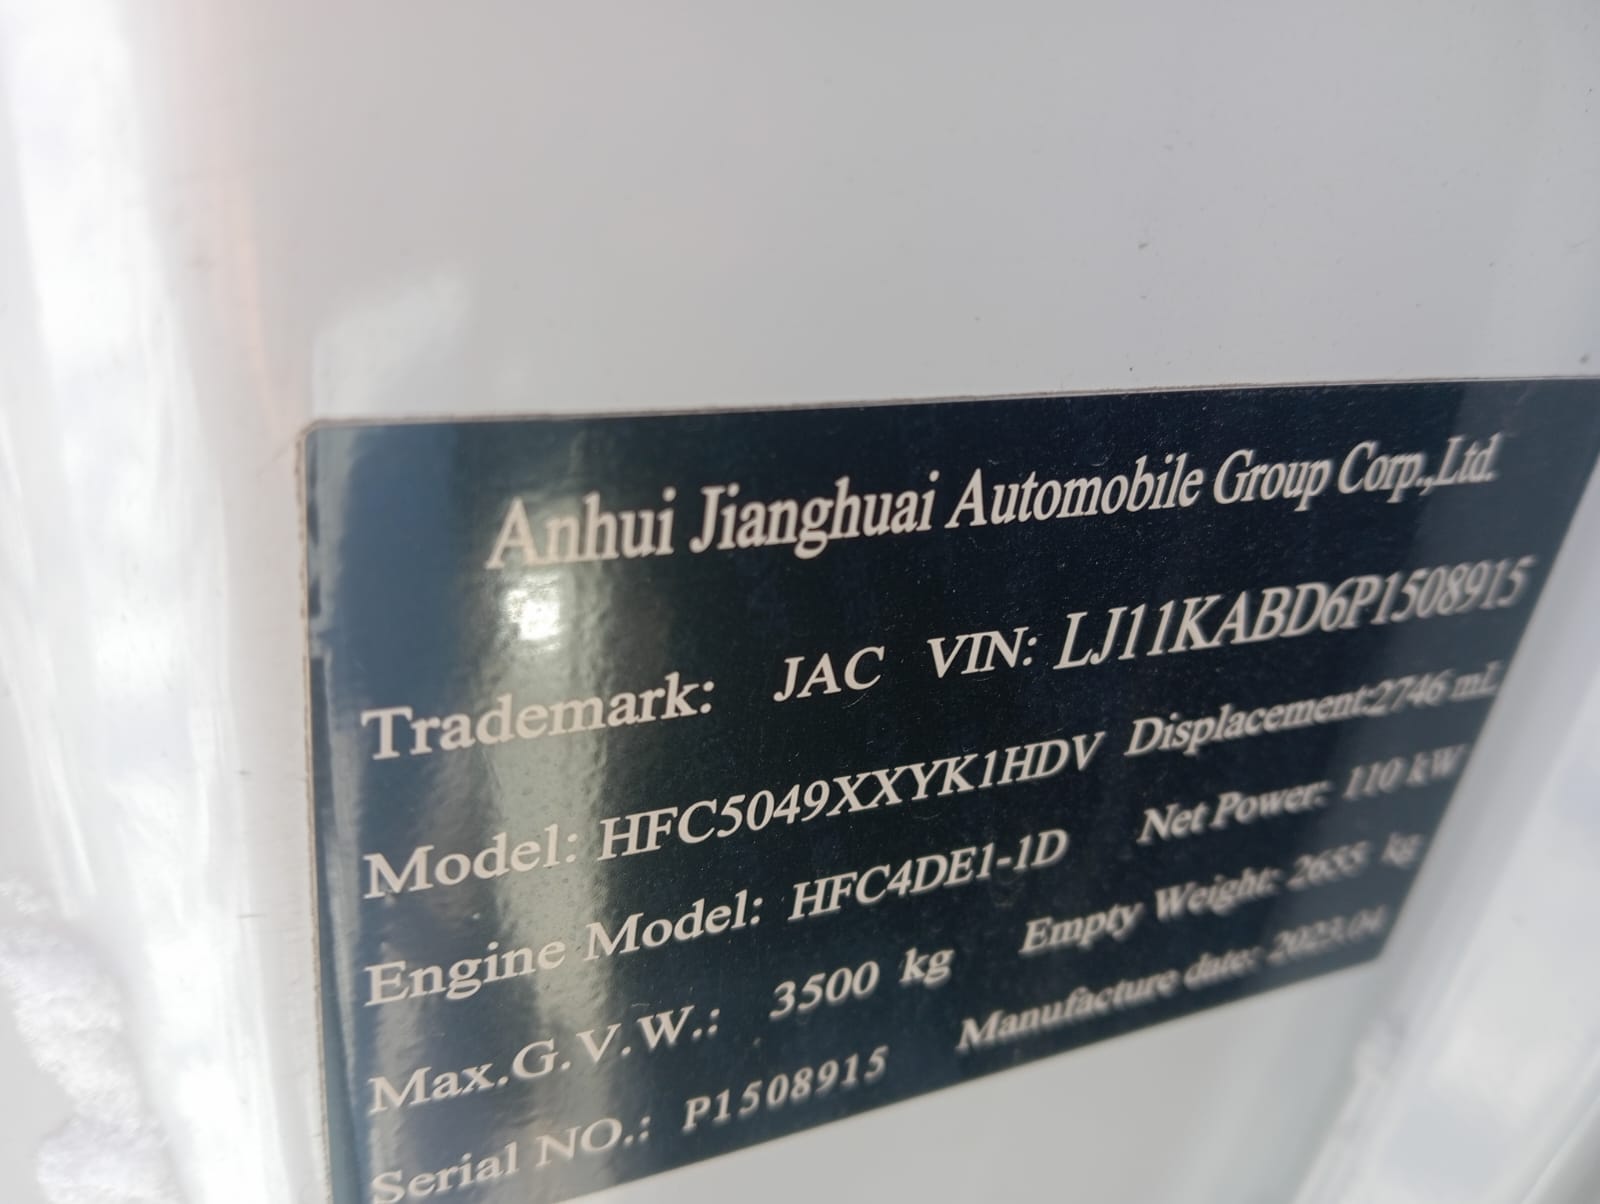 Anhui Jianghuai Automobile Group Corp.,Ltd.
Trademark: JAC VIN: LJ11KABD6P1508915
Model: HFC5049XXYK1HDV Displacement:2746 mL
Engine Model: HFC4DE1-1D Net Power: 110 kW
Max.G.V.W.: 3500 kg Empty Weight: 2655 kg
Serial NO.: P1508915 Manufacture date: 2023.04